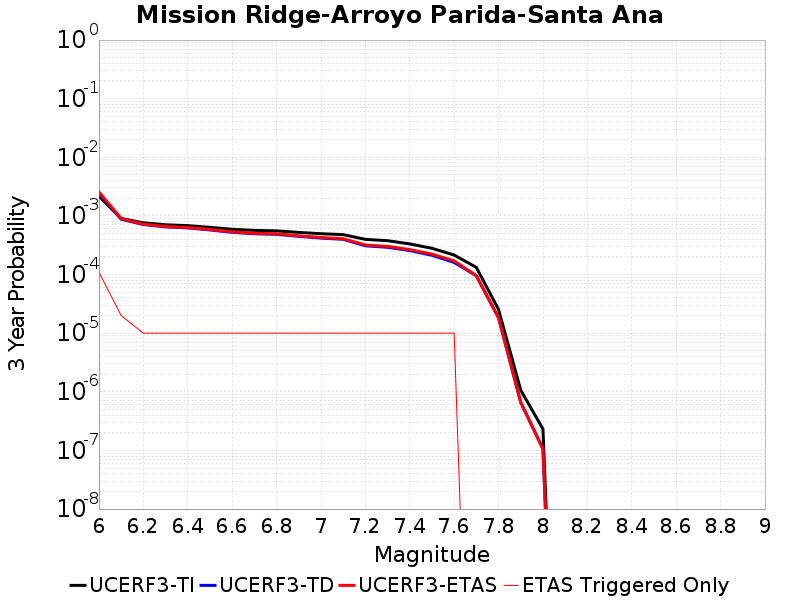 Mission Ridge-Arroyo Parida-Santa Ana
10^0
10^-1
10^-2
10^-3
10^-4
10^-5
10^-6
10^-7
10^-8
3 Year Probability
6 6.2 6.4 6.6 6.8 7 7.2 7.4 7.6 7.8 8 8.2 8.4 8.6 8.8 9
Magnitude
UCERF3-TI UCERF3-TD UCERF3-ETAS ETAS Triggered Only